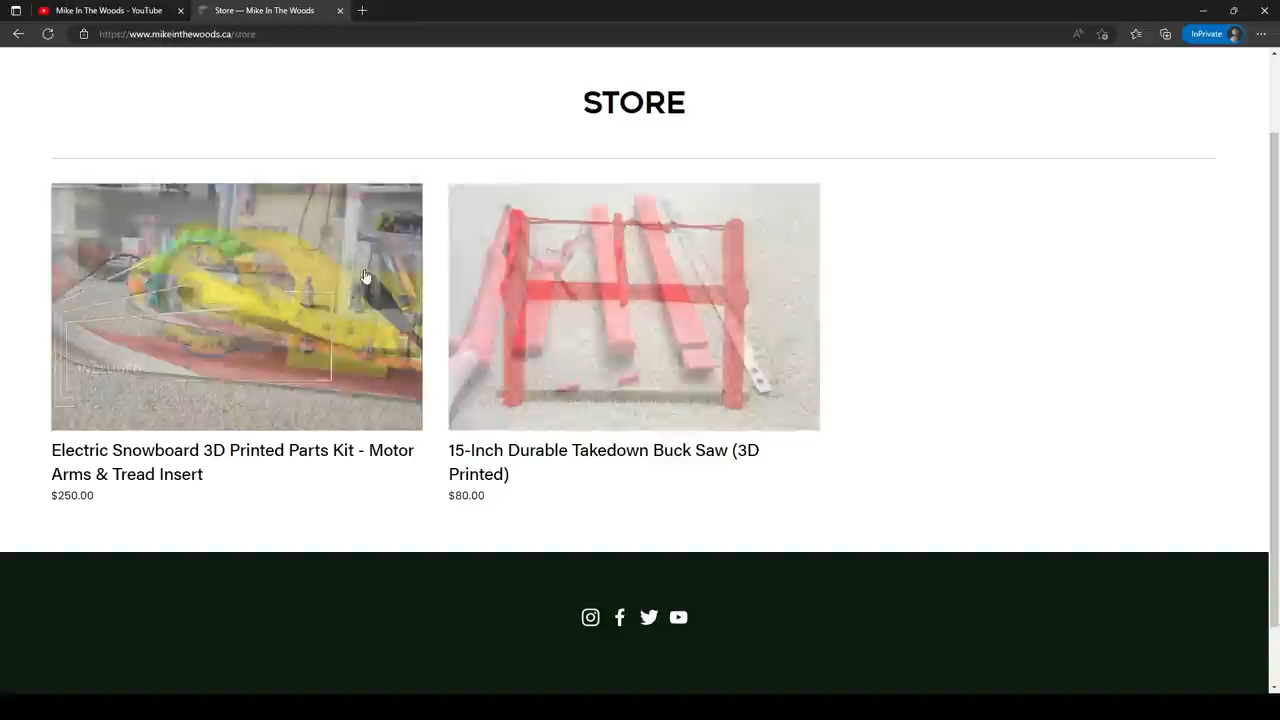 Mike In The Woods - YouTube
Store — Mike In The Woods
https://www.mikeinthewoods.ca/store
InPrivate
STORE
INCLUDED
Electric Snowboard 3D Printed Parts Kit - Motor
Arms & Tread Insert
$250.00
15-Inch Durable Takedown Buck Saw (3D
Printed)
$80.00